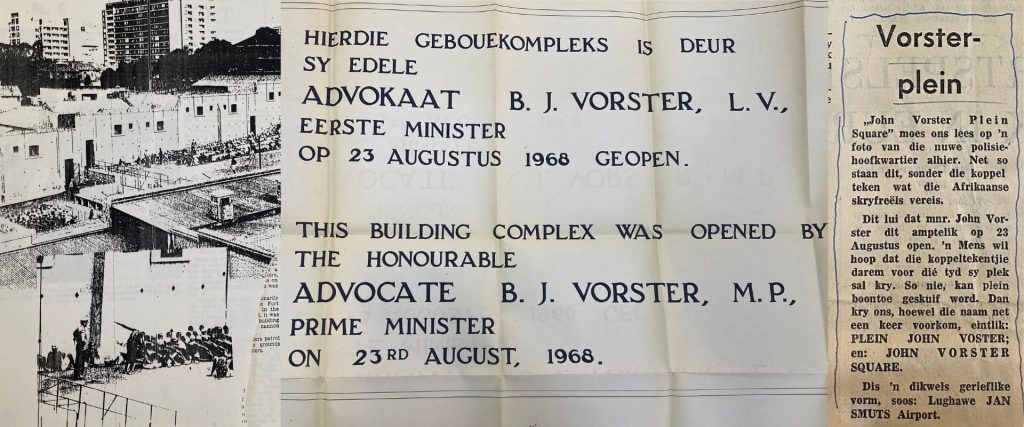 HIERDIE GEBOUEKOMPLEKS IS DEUR
SY EDELE
ADVOKAAT B. J. VORSTER, L. V.,
EERSTE MINISTER
OP 23 AUGUSTUS 1968 GEOPEN.
THIS BUILDING COMPLEX WAS OPENED BY
THE HONOURABLE
ADVOCATE B. J. VORSTER, M. P.,
PRIME MINISTER
ON 23RD AUGUST, 1968.
Vorster-
plein
„John Vorster Plein
Square" moes ons lees op 'n
foto van die nuwe polisie-
hoofkwartier alhier. Net so
staan dit, sonder die koppel
teken wat die Afrikaanse
skryfreëls vereis.
Dit lui dat mnr. John Vor-
ster dit amptelik op 23
Augustus open. 'n Mens wil
hoop dat die koppeltekentjie
darem voor dié tyd sy plek
sal kry. So nie, kan plein
boontoe geskuif word. Dan
kry ons, hoewel die naam net
een keer voorkom, eintlik:
PLEIN JOHN VOSTER;
en: JOHN VORSTER
SQUARE.
Dis 'n dikwels gerieflike
vorm, soos: Lughawe JAN
SMUTS Airport.